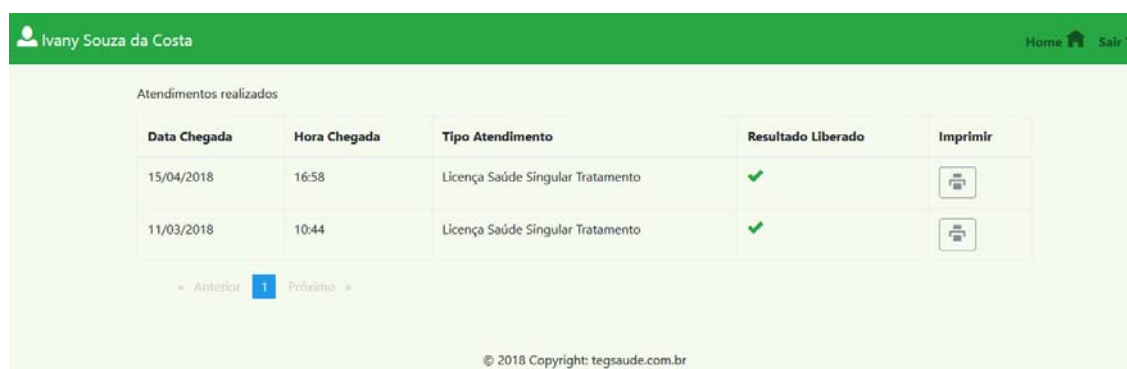 Ivany Souza da Costa Home Sair
Atendimentos realizados
Data Chegada Hora Chegada Tipo Atendimento Resultado Liberado Imprimir
15/04/2018 16:58 Licença Saúde Singular Tratamento
11/03/2018 10:44 Licença Saúde Singular Tratamento
« Anterior 1 Próximo »
© 2018 Copyright: tegsaude.com.br